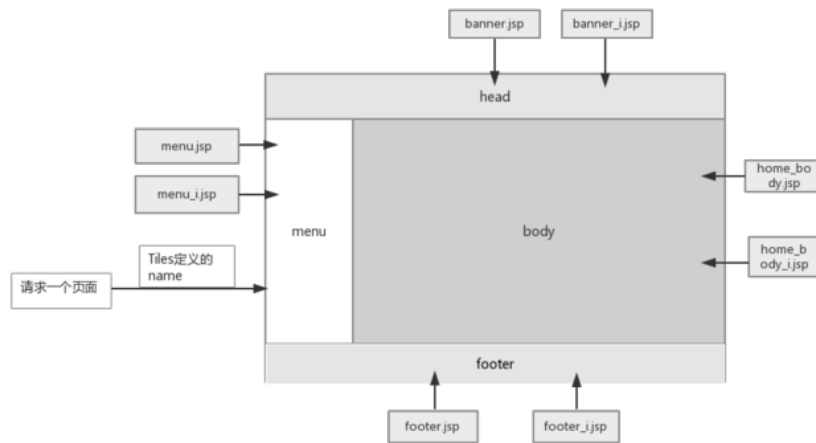 banner.jsp
banner_i.jsp
head
menu.jsp
menu_i.jsp
menu
body
home_bo
dy.jsp
home_b
ody_i.jsp
Tiles定义的
name
请求一个页面
footer
footer.jsp
footer_i.jsp